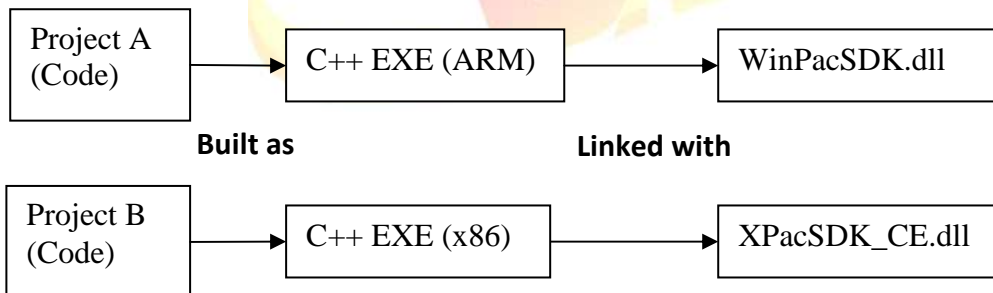 Project A
(Code)
C++ EXE (ARM)
WinPacSDK.dll
Built as
Linked with
Project B
(Code)
C++ EXE (x86)
XPacSDK_CE.dll